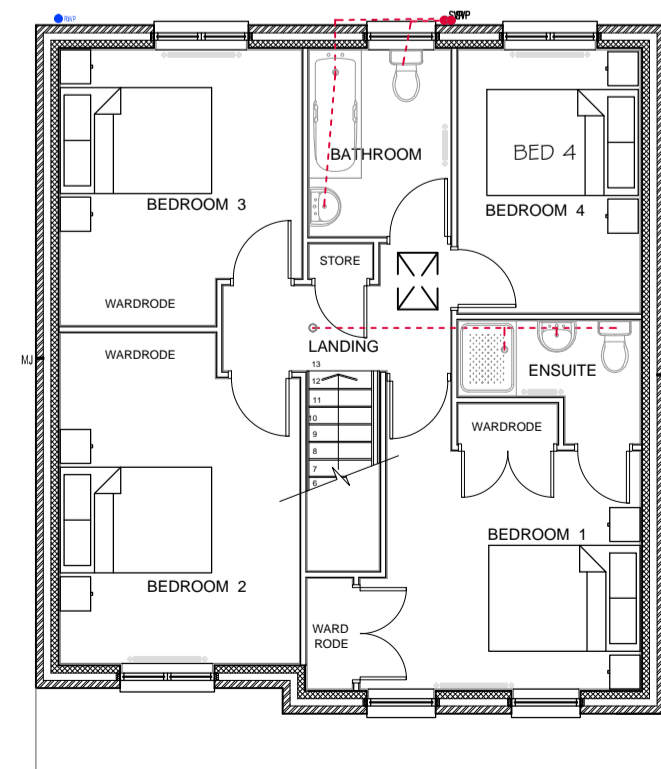 RWP
BATHROOM
BED 4
BEDROOM 3
BEDROOM 4
STORE
WARDRODE
LANDING
WARDRODE
MJ
ENSUITE
13
12
11
10
9
8
7
6
WARDRODE
BEDROOM 1
BEDROOM 2
WARD
RODE